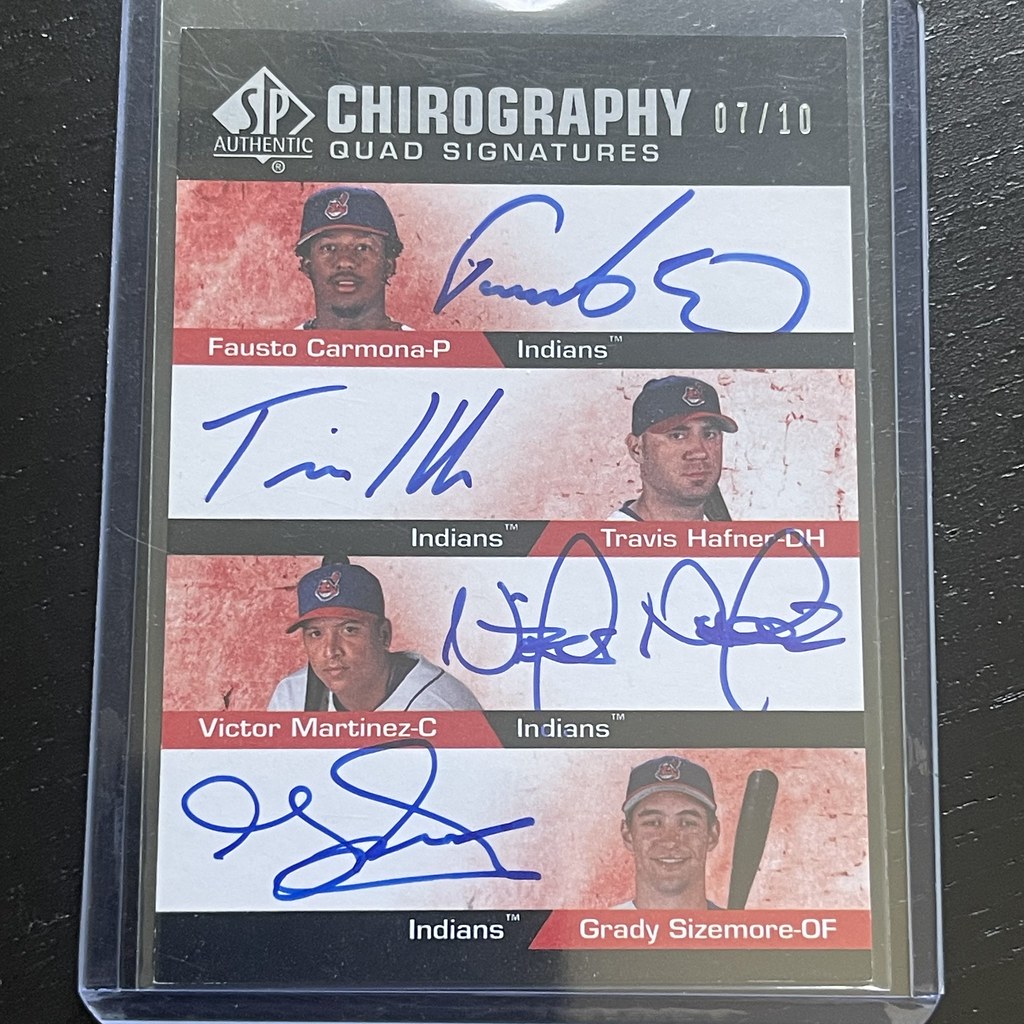 SP
AUTHENTIC
®
CHIROGRAPHY
QUAD SIGNATURES
07/10
Fausto Carmona-P
Indians™
Indians™
Travis Hafner-DH
Victor Martinez-C
Indians™
Indians™
Grady Sizemore-OF